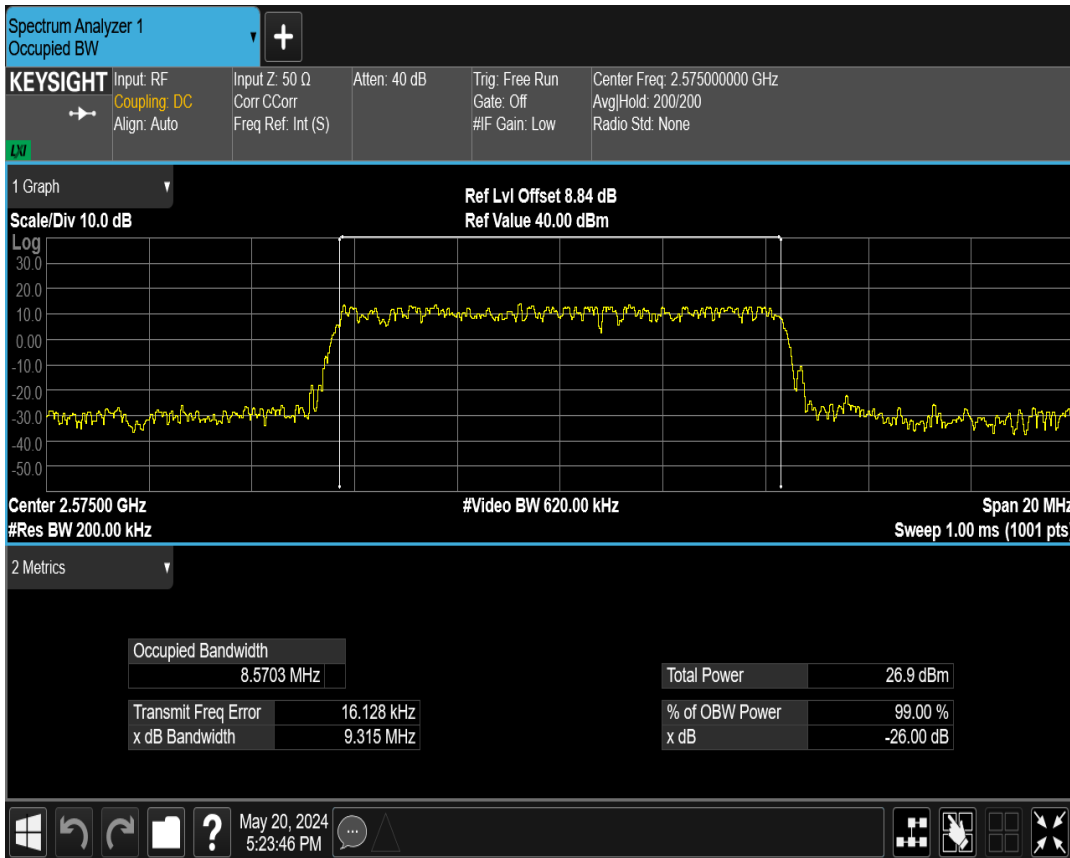 Spectrum Analyzer 1
Occupied BW
+
KEYSIGHT
LXI
Input: RF
Coupling: DC
Align: Auto
Input Z: 50 Ω
Corr CCorr
Freq Ref: Int (S)
Atten: 40 dB
Trig: Free Run
Gate: Off
#IF Gain: Low
Center Freq: 2.575000000 GHz
Avg|Hold: 200/200
Radio Std: None
1 Graph
Scale/Div 10.0 dB
Ref Lvl Offset 8.84 dB
Ref Value 40.00 dBm
Log
30.0
20.0
10.0
0.00
-10.0
-20.0
-30.0
-40.0
-50.0
Center 2.57500 GHz
#Res BW 200.00 kHz
#Video BW 620.00 kHz
Span 20 MHz
Sweep 1.00 ms (1001 pts)
2 Metrics
Occupied Bandwidth
8.5703 MHz
Transmit Freq Error 16.128 kHz
x dB Bandwidth 9.315 MHz
Total Power 26.9 dBm
% of OBW Power 99.00 %
x dB -26.00 dB
?
May 20, 2024
5:23:46 PM